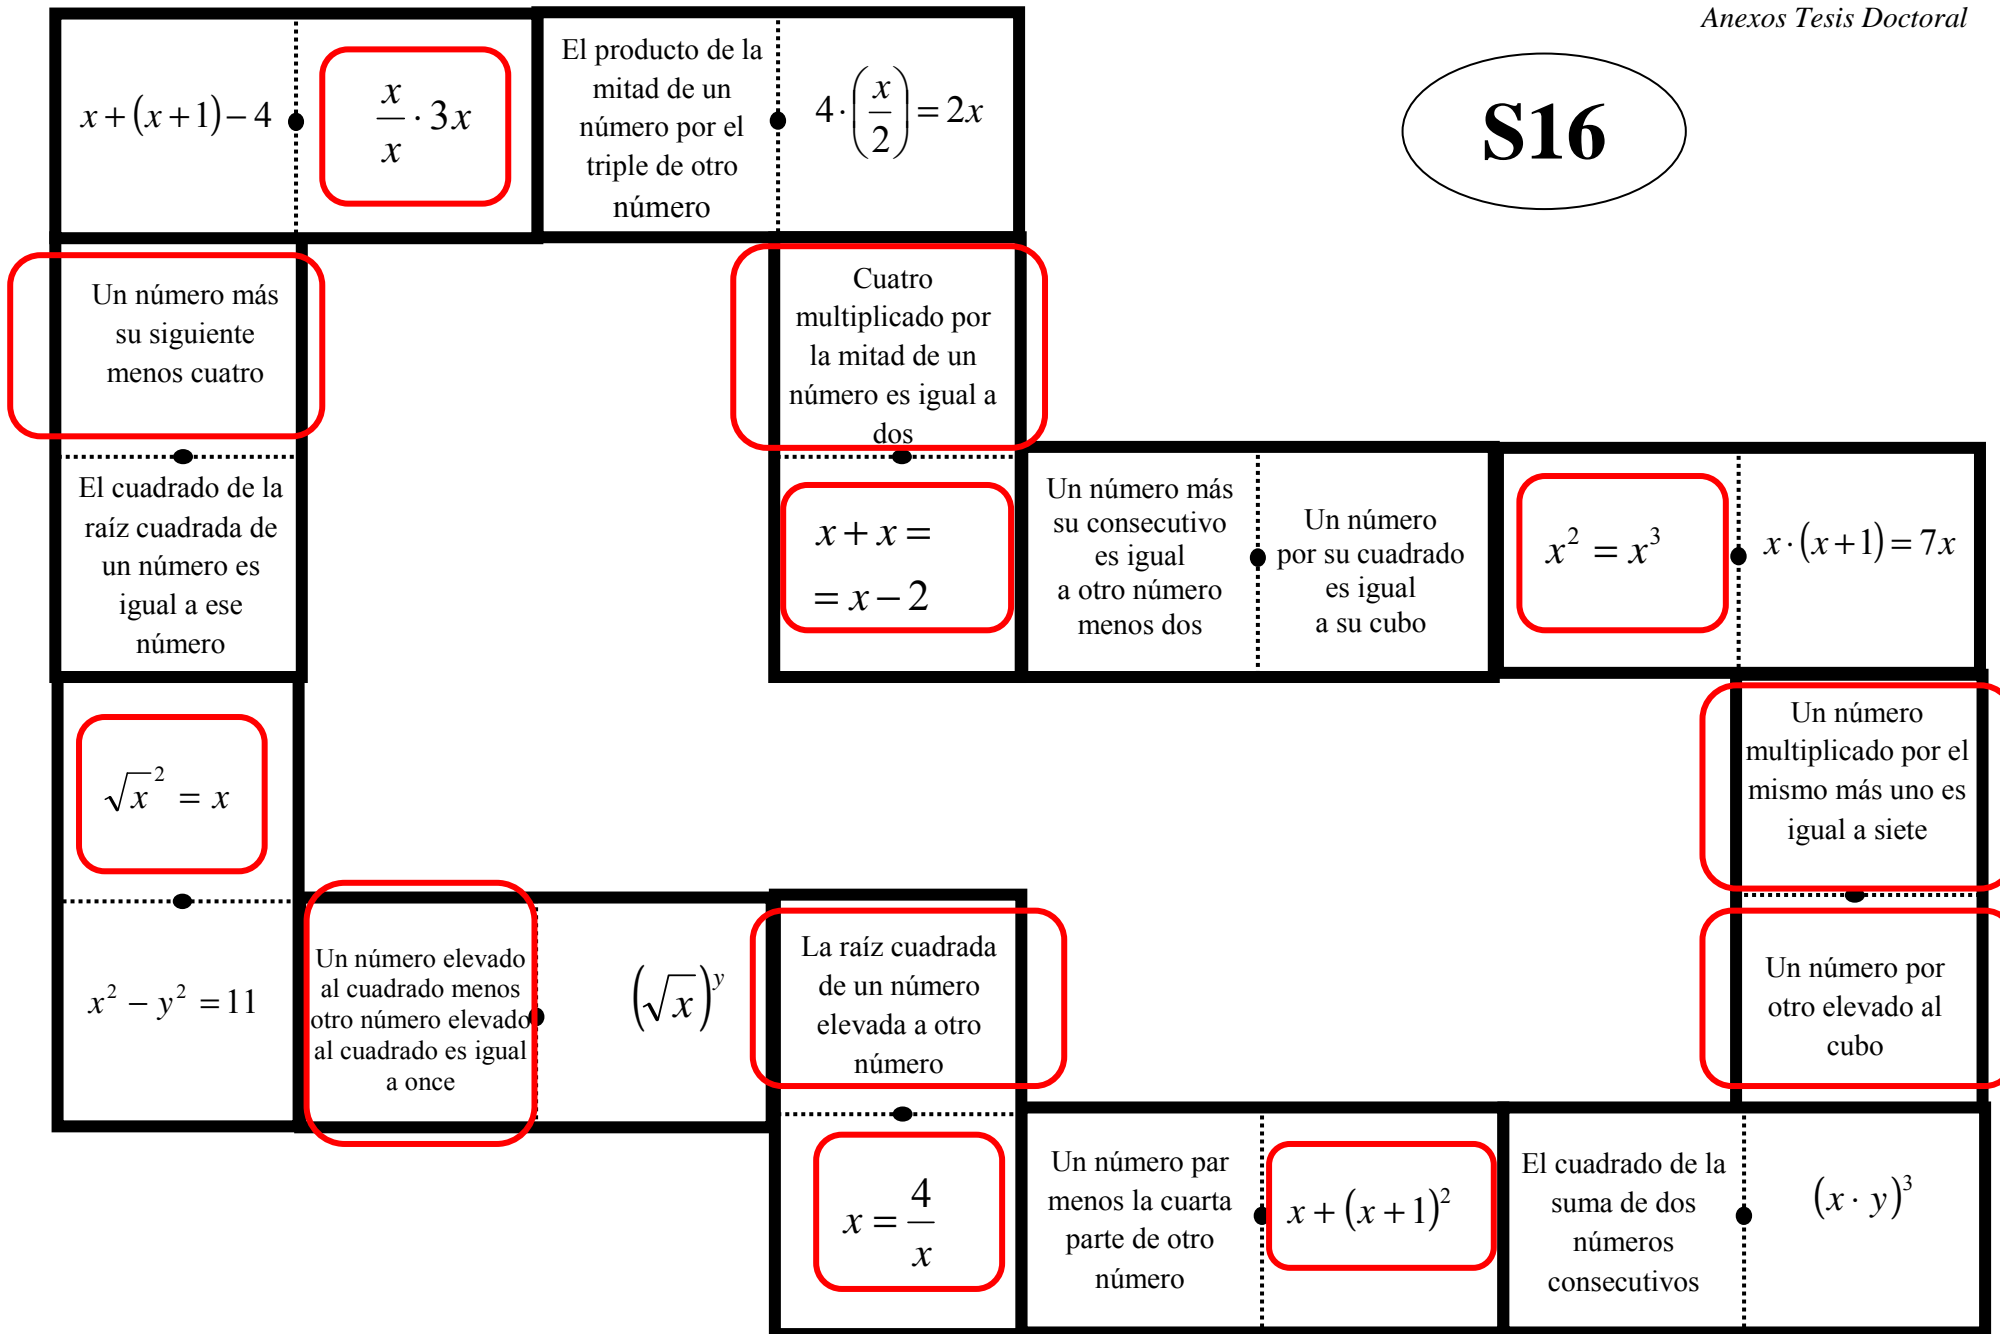 Anexos Tesis Doctoral
S16
x + (x + 1) − 4
x/x · 3x
El producto de la
mitad de un
número por el
triple de otro
número
4 · (x/2) = 2x
Un número más
su siguiente
menos cuatro
Cuatro
multiplicado por
la mitad de un
número es igual a
dos
El cuadrado de la
raíz cuadrada de
un número es
igual a ese
número
x + x =
= x − 2
Un número más
su consecutivo
es igual
a otro número
menos dos
Un número
por su cuadrado
es igual
a su cubo
x² = x³
x · (x + 1) = 7x
√x² = x
Un número
multiplicado por el
mismo más uno es
igual a siete
x² − y² = 11
Un número elevado
al cuadrado menos
otro número elevado
al cuadrado es igual
a once
(√x)^y
La raíz cuadrada
de un número
elevada a otro
número
Un número por
otro elevado al
cubo
x = 4/x
Un número par
menos la cuarta
parte de otro
número
x + (x + 1)²
El cuadrado de la
suma de dos
números
consecutivos
(x · y)³